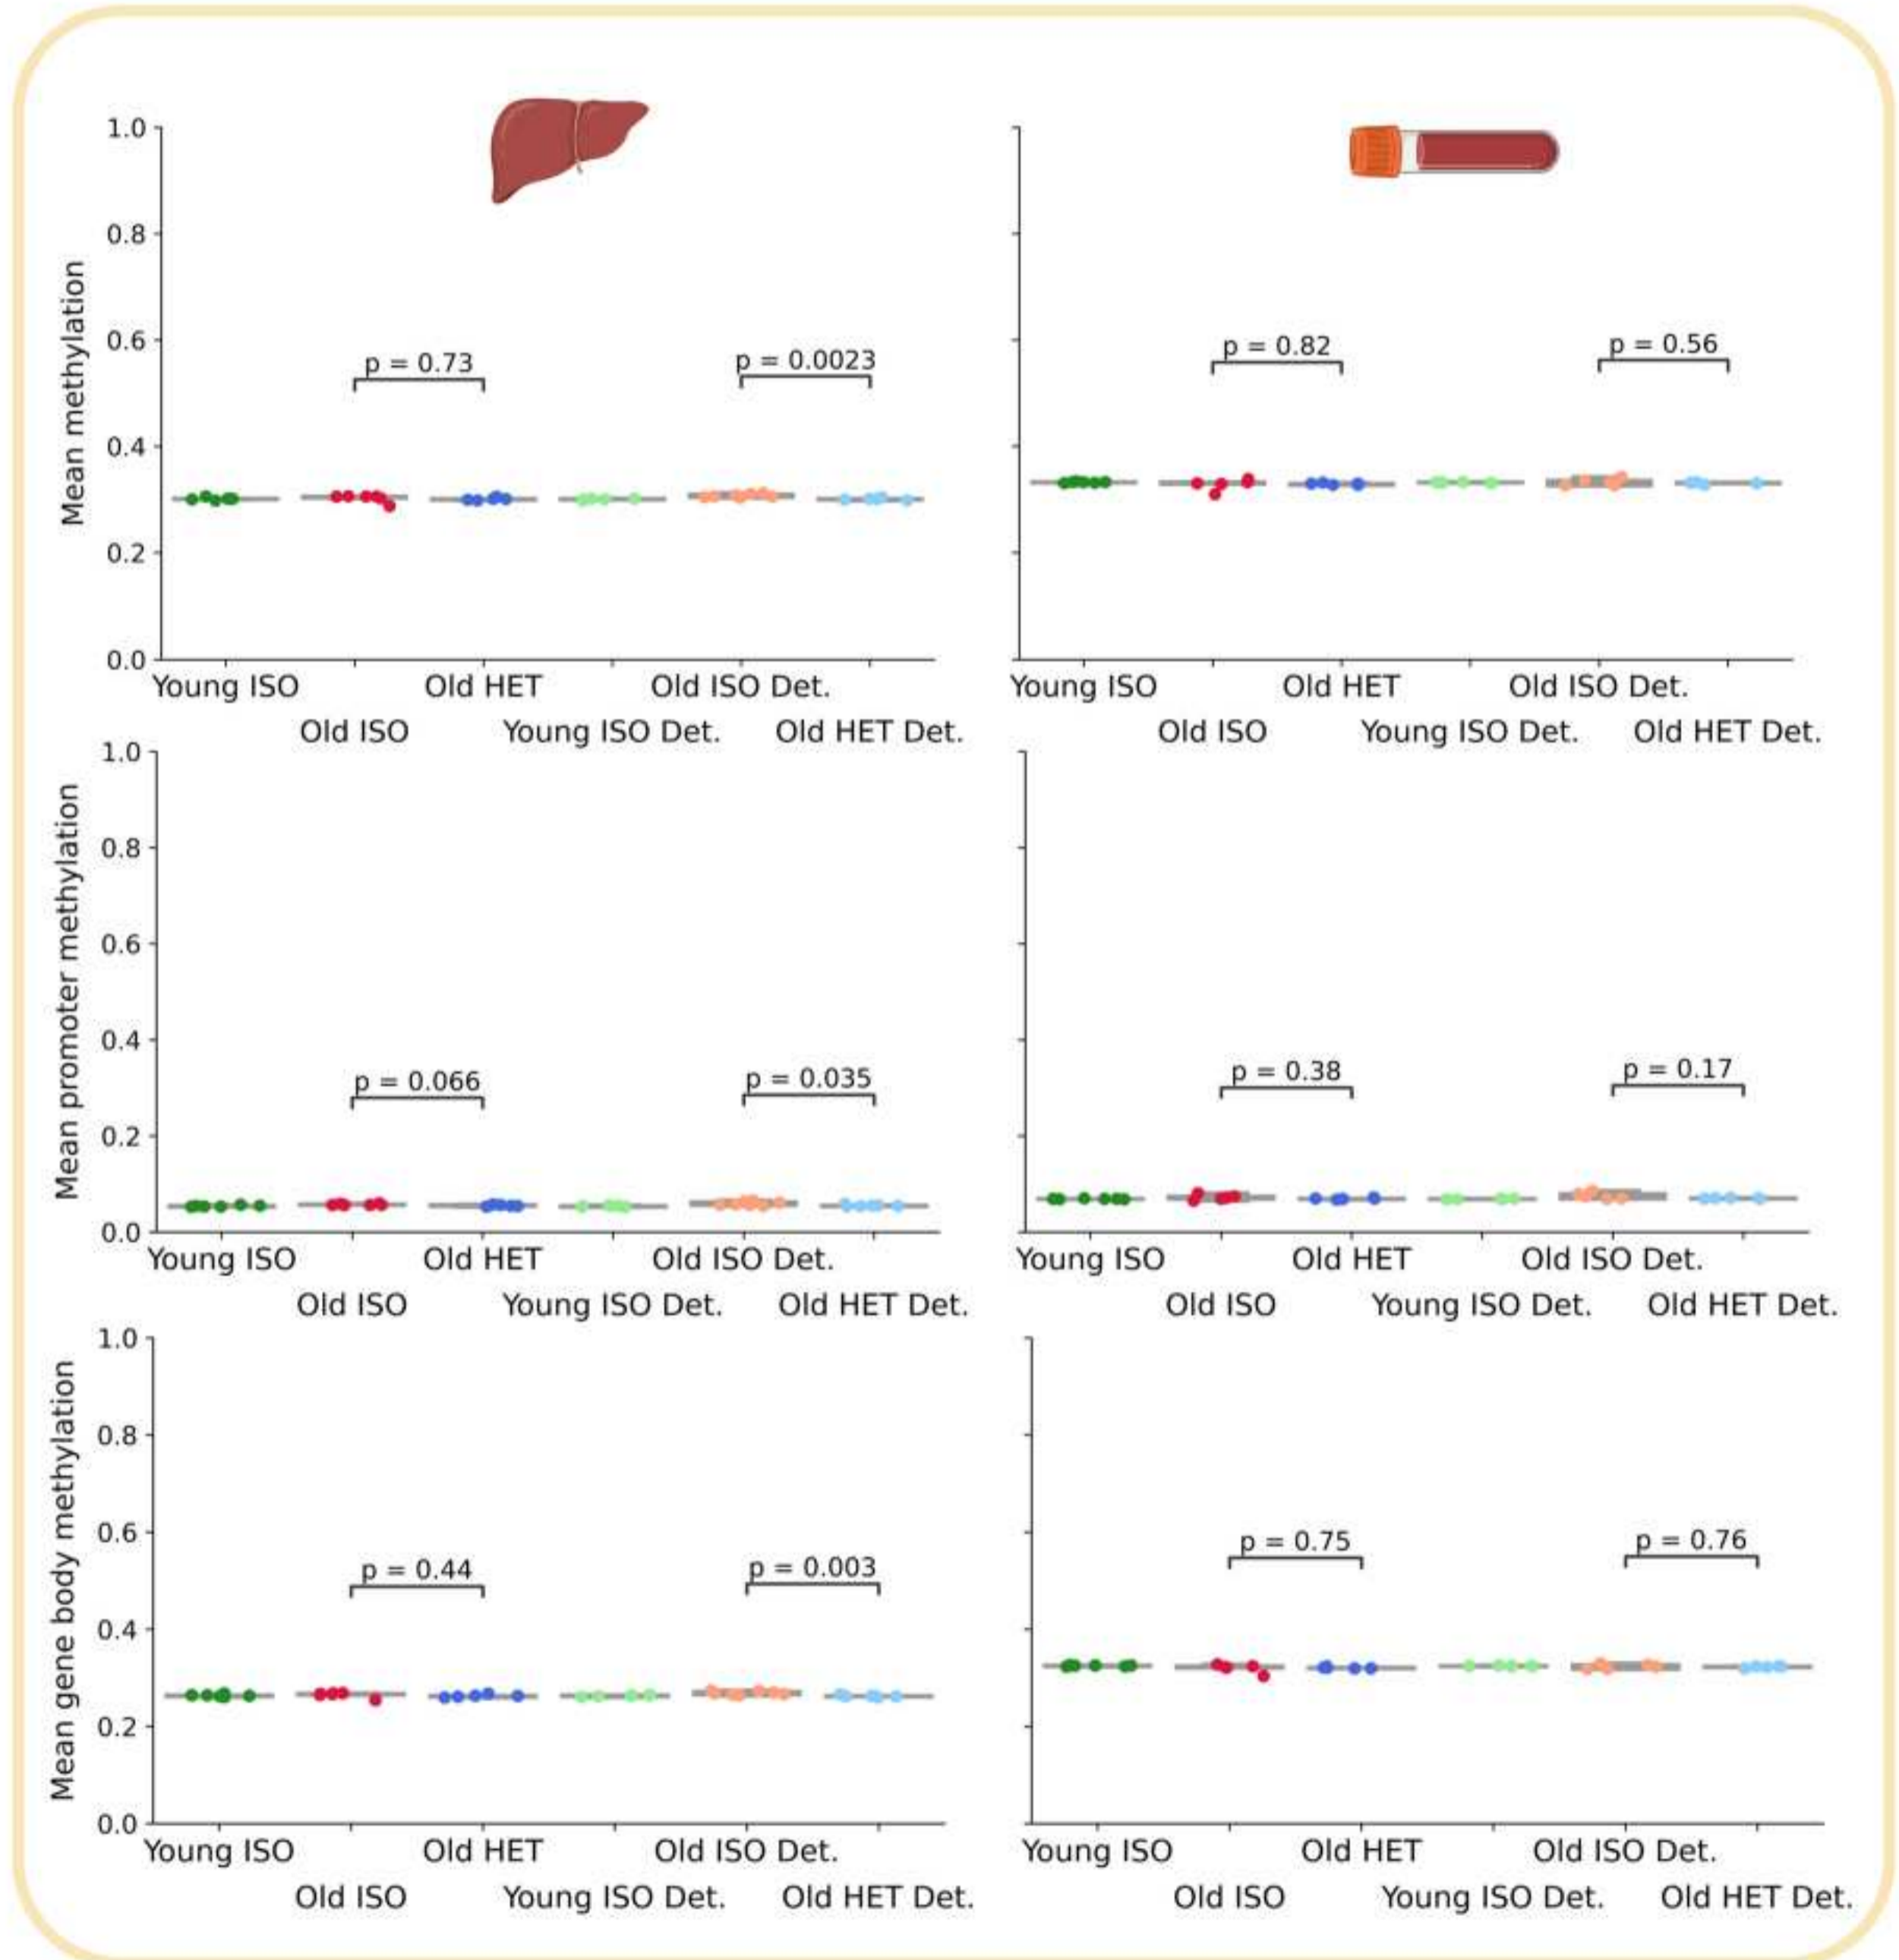 1.0
0.8
0.6
0.4
0.2
0.0
Mean methylation
p = 0.73
p = 0.0023
Young ISO
Old HET
Old ISO Det.
Old ISO
Young ISO Det.
Old HET Det.
p = 0.82
p = 0.56
Young ISO
Old HET
Old ISO Det.
Old ISO
Young ISO Det.
Old HET Det.
1.0
0.8
0.6
0.4
0.2
0.0
Mean promoter methylation
p = 0.066
p = 0.035
Young ISO
Old HET
Old ISO Det.
Old ISO
Young ISO Det.
Old HET Det.
p = 0.38
p = 0.17
Young ISO
Old HET
Old ISO Det.
Old ISO
Young ISO Det.
Old HET Det.
1.0
0.8
0.6
0.4
0.2
0.0
Mean gene body methylation
p = 0.44
p = 0.003
Young ISO
Old HET
Old ISO Det.
Old ISO
Young ISO Det.
Old HET Det.
p = 0.75
p = 0.76
Young ISO
Old HET
Old ISO Det.
Old ISO
Young ISO Det.
Old HET Det.